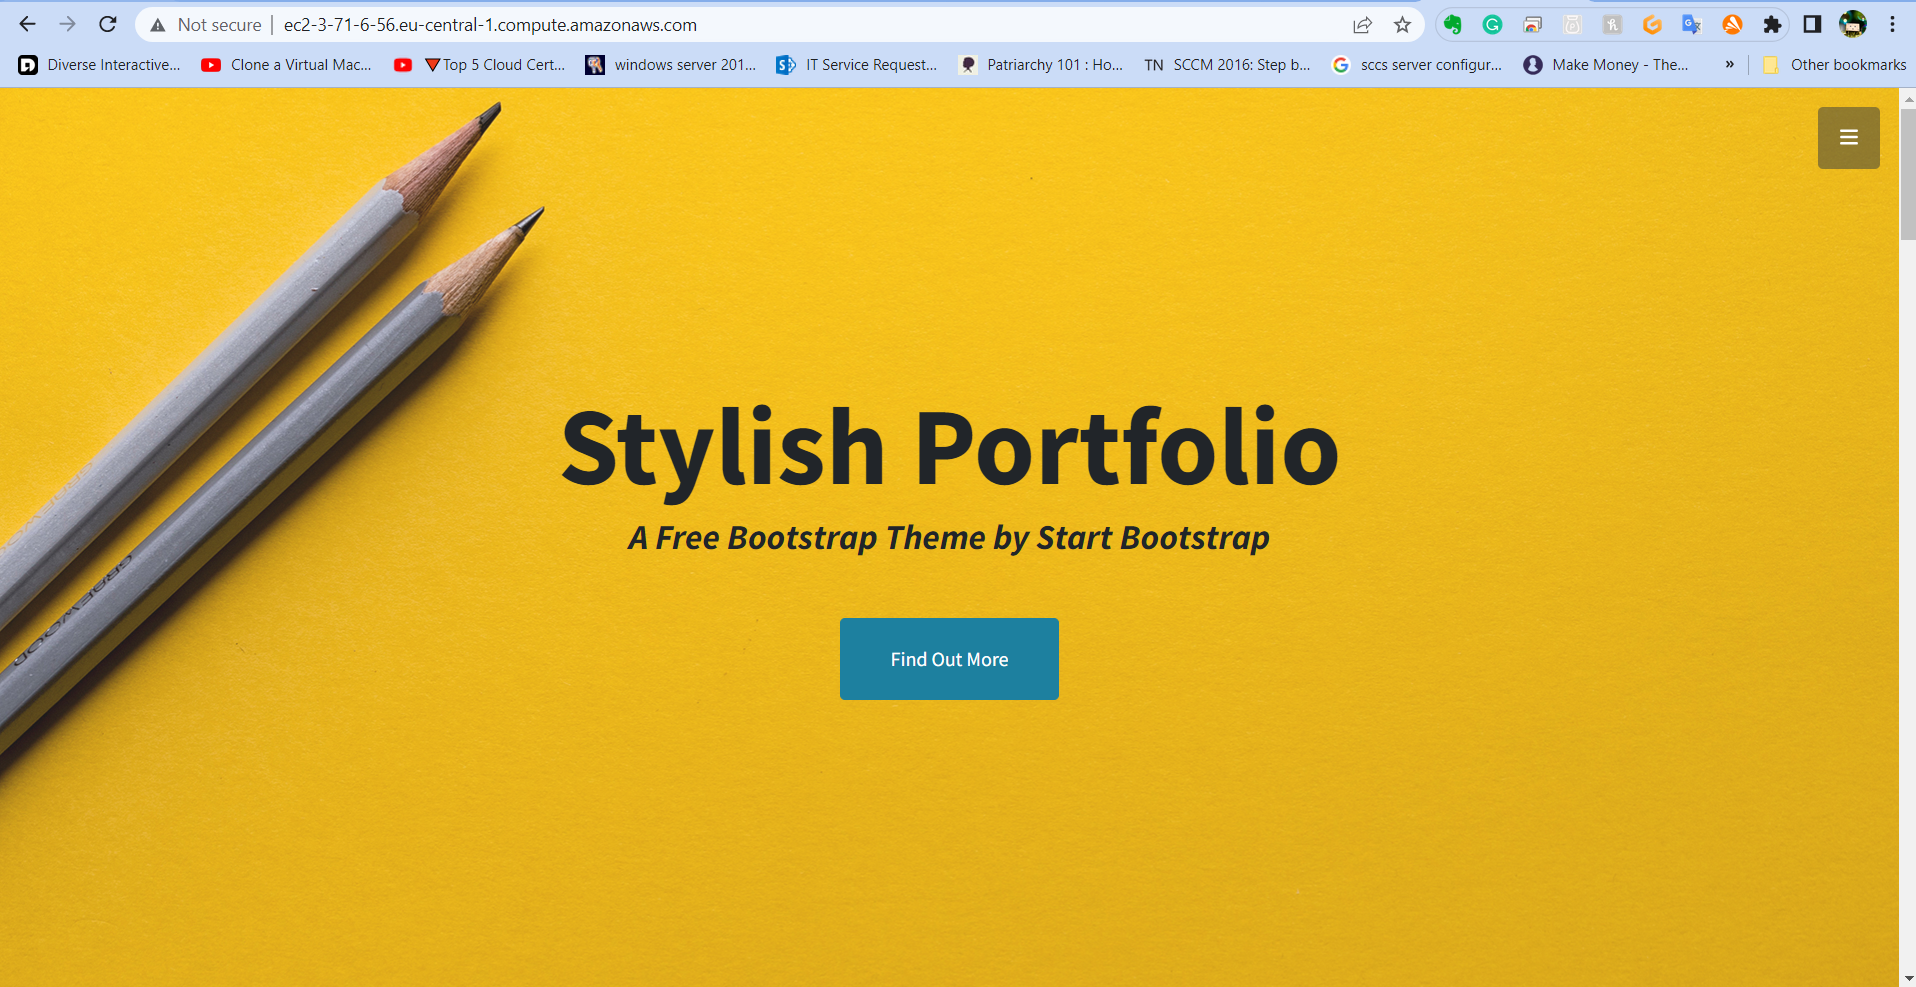 Not secure | ec2-3-71-6-56.eu-central-1.compute.amazonaws.com
Diverse Interactive... Clone a Virtual Mac... Top 5 Cloud Cert... windows server 201... IT Service Request... Patriarchy 101 : Ho... TN SCCM 2016: Step b... sccs server configur... Make Money - The... » Other bookmarks
Stylish Portfolio
A Free Bootstrap Theme by Start Bootstrap
Find Out More